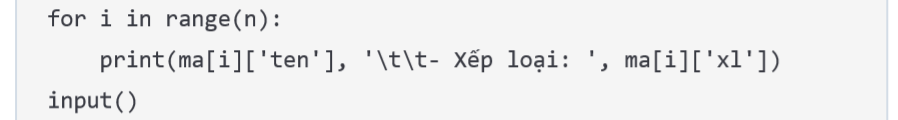 for i in range(n):
    print(ma[i]['ten'], '\t\t- Xếp loại: ', ma[i]['xl'])
input()